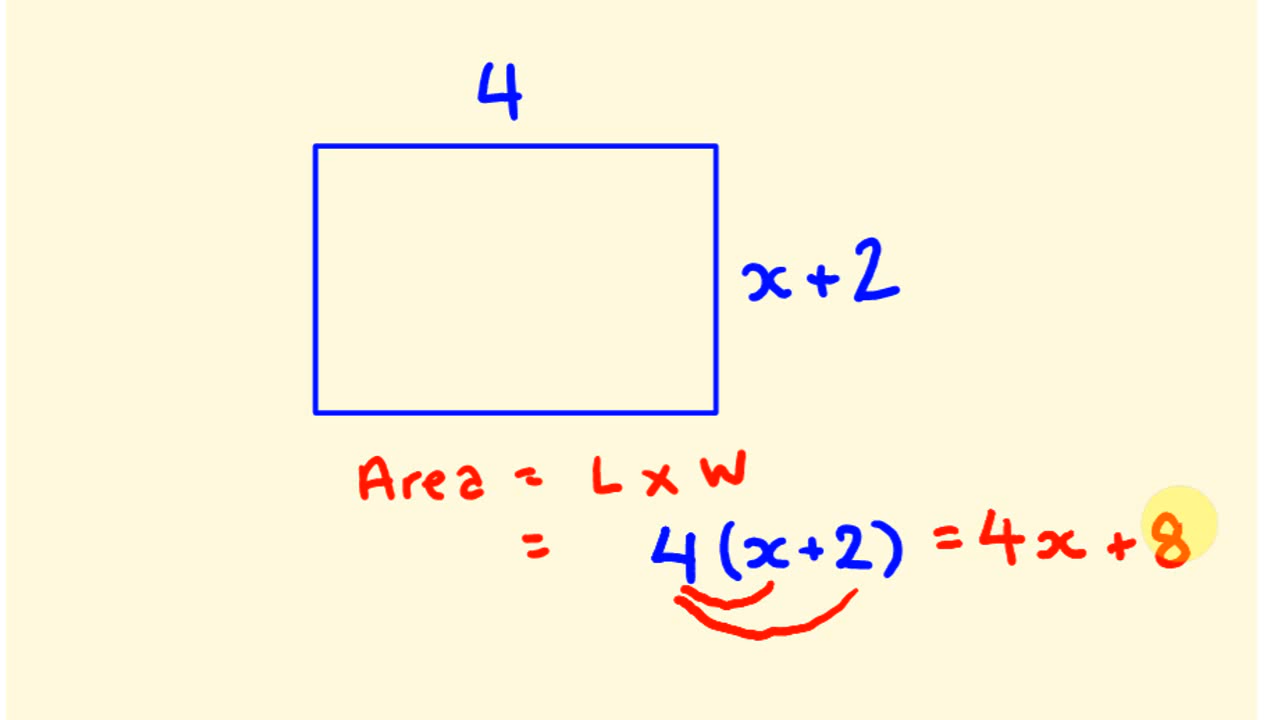 4
x+2
Area = L x W
= 4(x+2) = 4x + 8